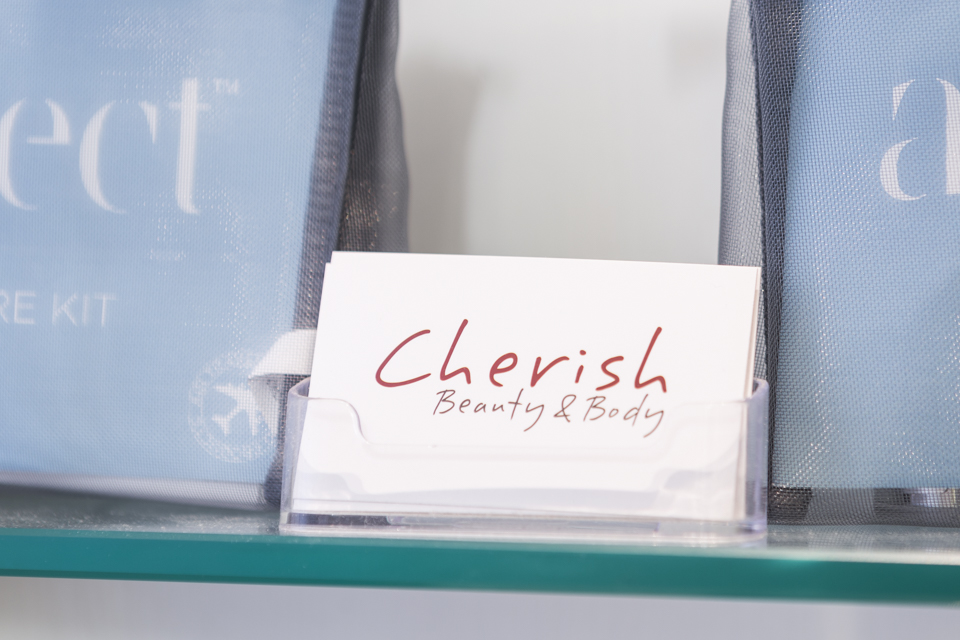 ect™
RE KIT
Cherish
Beauty & Body
a